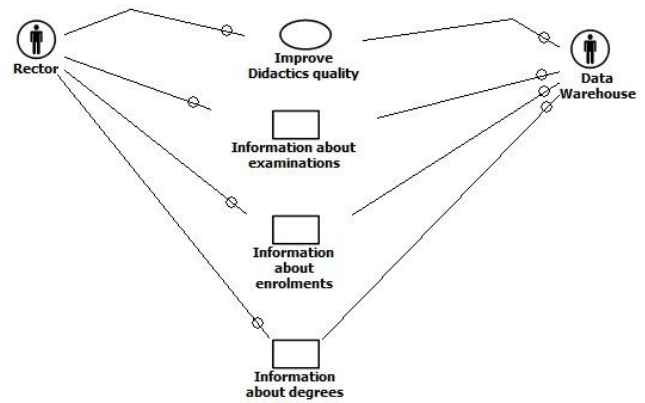 Rector
Improve
Didactics quality
Data
Warehouse
Information about
examinations
Information
about
enrolments
Information
about degrees